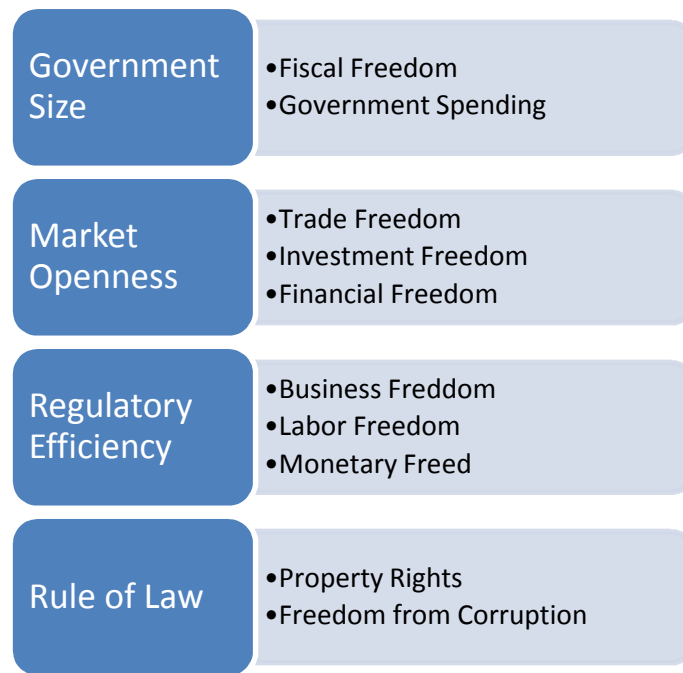 Government
Size
•Fiscal Freedom
•Government Spending
Market
Openness
•Trade Freedom
•Investment Freedom
•Financial Freedom
Regulatory
Efficiency
•Business Freddom
•Labor Freedom
•Monetary Freed
Rule of Law
•Property Rights
•Freedom from Corruption